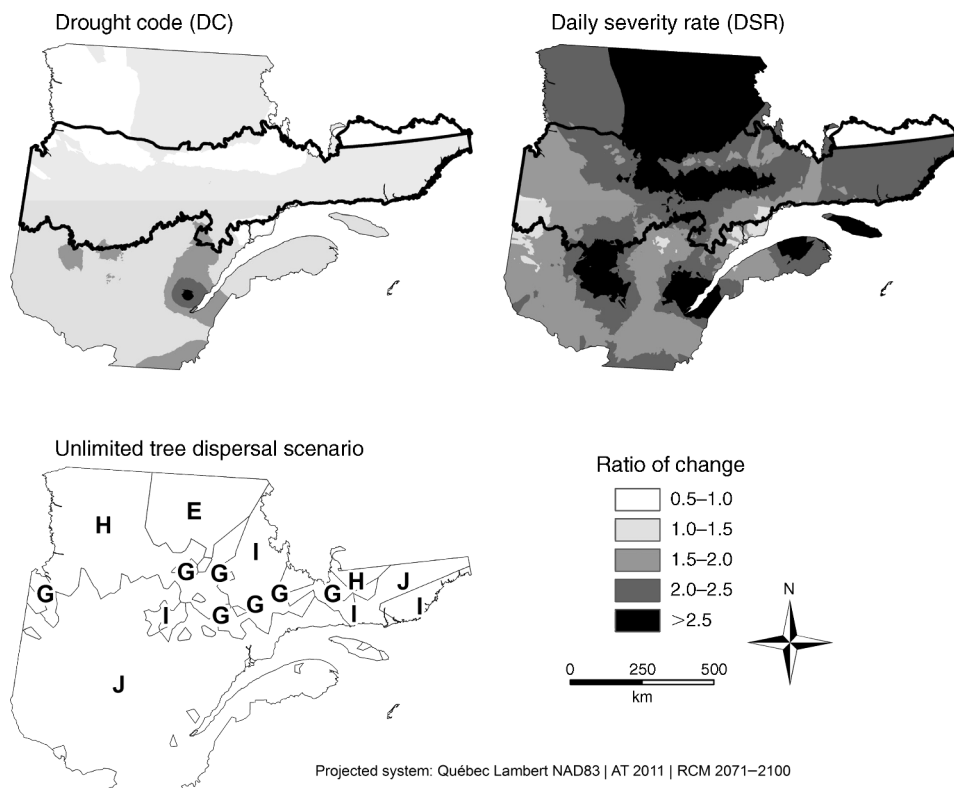 Drought code (DC)
Daily severity rate (DSR)
Unlimited tree dispersal scenario
H
E
I
G
G
G
H
J
G
G
G
G
I
I
I
J
Ratio of change
0.5–1.0
1.0–1.5
1.5–2.0
2.0–2.5
>2.5
N
0 250 500
km
Projected system: Québec Lambert NAD83 | AT 2011 | RCM 2071–2100